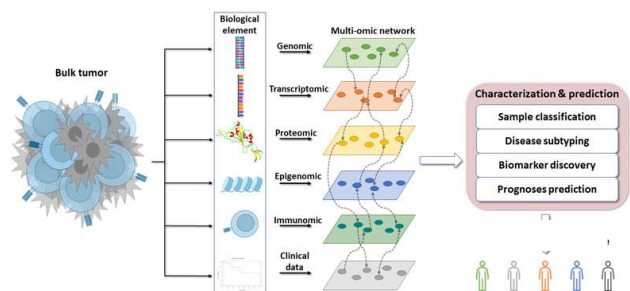 Biological
element
Multi-omic network
Bulk tumor
Genomic
Transcriptomic
Proteomic
Epigenomic
Immunomic
Clinical
data
Characterization & prediction
Sample classification
Disease subtyping
Biomarker discovery
Prognoses prediction